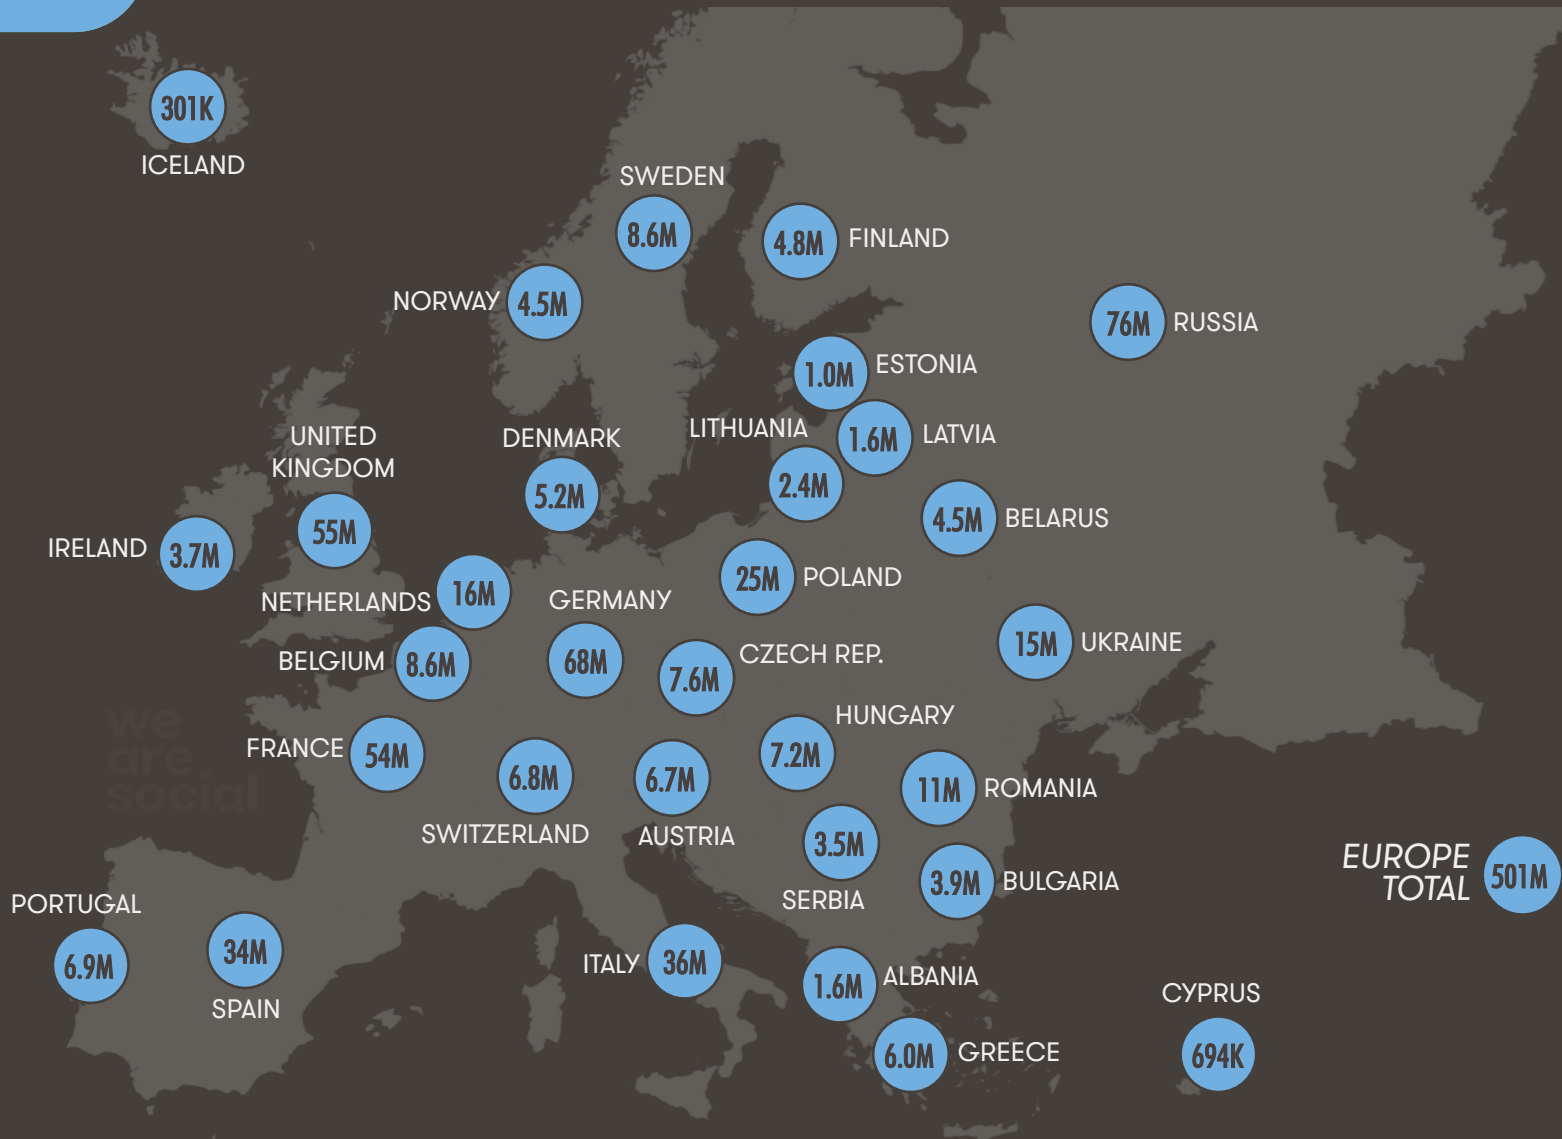 301K
ICELAND
SWEDEN
8.6M
4.8M
FINLAND
NORWAY
4.5M
76M
RUSSIA
1.0M
ESTONIA
LITHUANIA
1.6M
LATVIA
2.4M
UNITED
KINGDOM
55M
DENMARK
5.2M
4.5M
BELARUS
IRELAND
3.7M
25M
POLAND
NETHERLANDS
16M
GERMANY
68M
BELGIUM
8.6M
7.6M
CZECH REP.
15M
UKRAINE
HUNGARY
7.2M
we
are
social
FRANCE
54M
6.8M
SWITZERLAND
6.7M
AUSTRIA
11M
ROMANIA
3.5M
SERBIA
3.9M
BULGARIA
EUROPE
TOTAL
501M
PORTUGAL
6.9M
34M
SPAIN
ITALY
36M
1.6M
ALBANIA
6.0M
GREECE
CYPRUS
694K